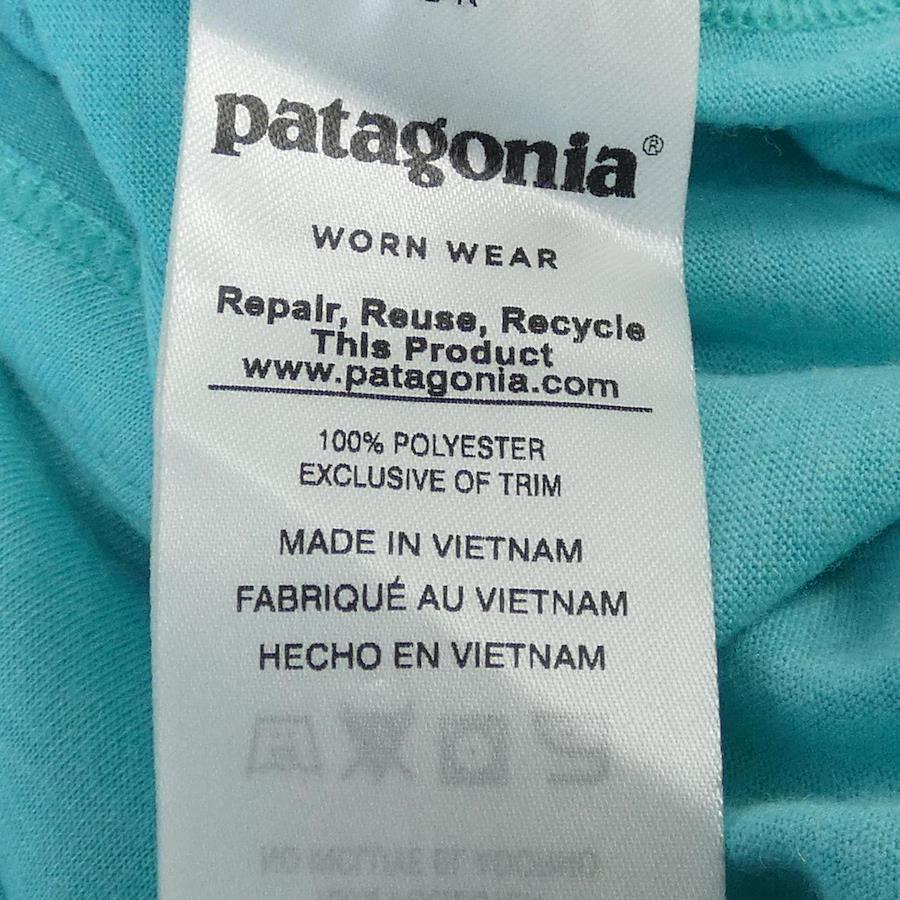 patagonia®
WORN WEAR
Repair, Reuse, Recycle
This Product
www.patagonia.com
100% POLYESTER
EXCLUSIVE OF TRIM
MADE IN VIETNAM
FABRIQUÉ AU VIETNAM
HECHO EN VIETNAM